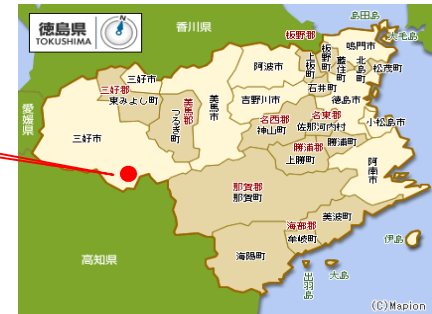 徳島県
TOKUSHIMA
香川県
島田島
大毛島
板野郡
鳴門市
板野町
上板町
藍住町
北島町
松茂町
三好市
阿波市
石井町
三好郡
東みよし町
美馬郡
つるぎ町
美馬市
吉野川市
徳島市
愛媛県
名西郡
神山町
名東郡
佐那河内村
小松島市
三好市
勝浦郡
勝浦町
上勝町
阿南市
那賀郡
那賀町
美波町
海部郡
牟岐町
伊島
高知県
海陽町
出羽島
大島
(C)Mapion